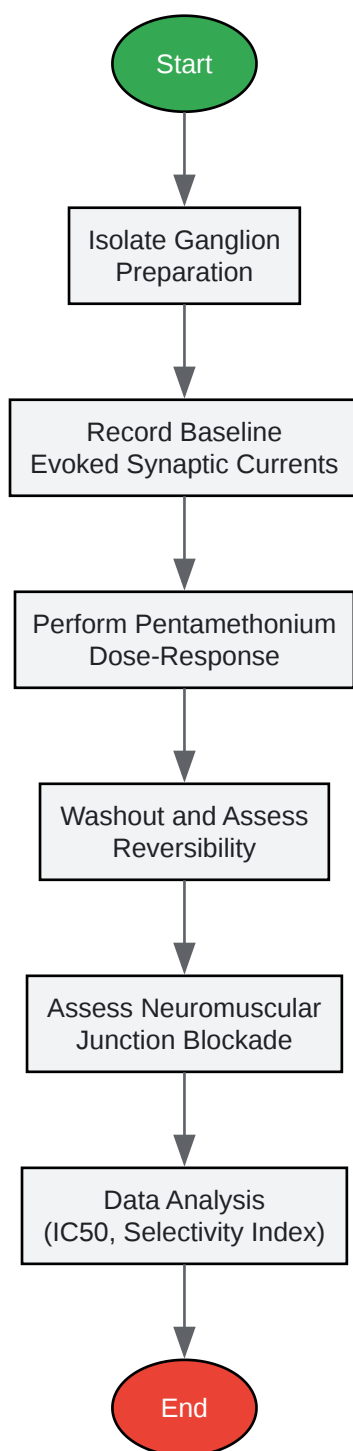 Start
Isolate Ganglion
Preparation
Record Baseline
Evoked Synaptic Currents
Perform Pentamethonium
Dose-Response
Washout and Assess
Reversibility
Assess Neuromuscular
Junction Blockade
Data Analysis
(IC50, Selectivity Index)
End